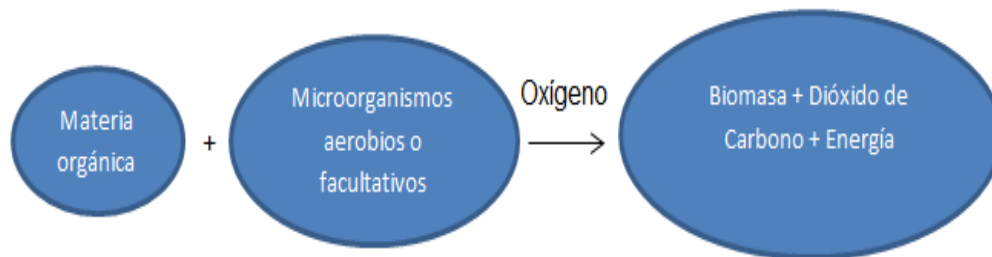 Materia
orgánica
+
Microorganismos
aerobios o
facultativos
Oxígeno
Biomasa + Dióxido de
Carbono + Energía